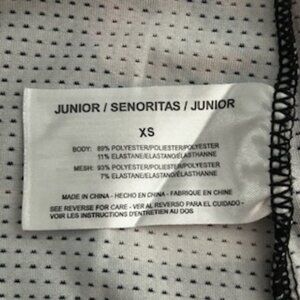 JUNIOR / SENORITAS / JUNIOR
XS
BODY: 89% POLYESTER/POLIESTER/POLYESTER
11% ELASTANE/ELASTANO/ÉLASTHANNE
MESH: 93% POLYESTER/POLIESTER/POLYESTER
7% ELASTANE/ELASTANO/ÉLASTHANNE
MADE IN CHINA - HECHO EN CHINA - FABRIQUE EN CHINE
SEE REVERSE FOR CARE - VER AL REVERSO PARA EL CUIDADO -
VOIR LES INSTRUCTIONS D'ENTRETIEN AU DOS